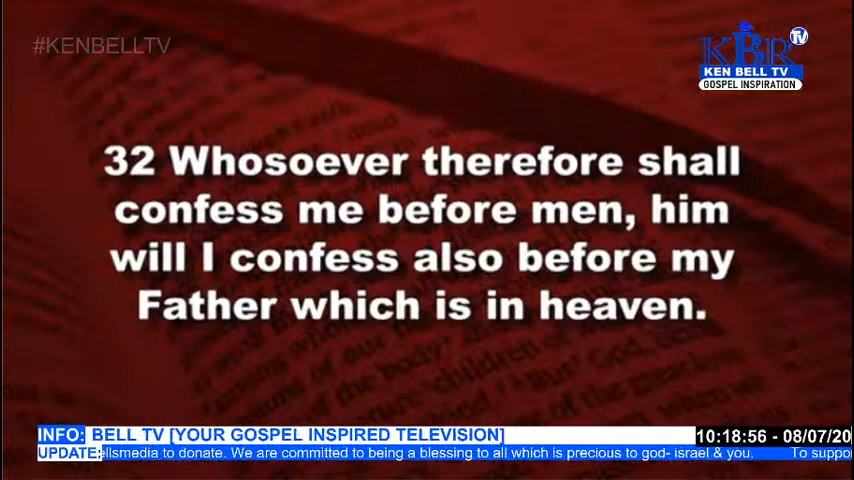 #KENBELLTV
KBR TV
KEN BELL TV
GOSPEL INSPIRATION
32 Whosoever therefore shall
confess me before men, him
will I confess also before my
Father which is in heaven.
INFO: BELL TV [YOUR GOSPEL INSPIRED TELEVISION]
10:18:56 - 08/07/20
UPDATE: ellsmedia to donate. We are committed to being a blessing to all which is precious to god- israel & you. To suppo